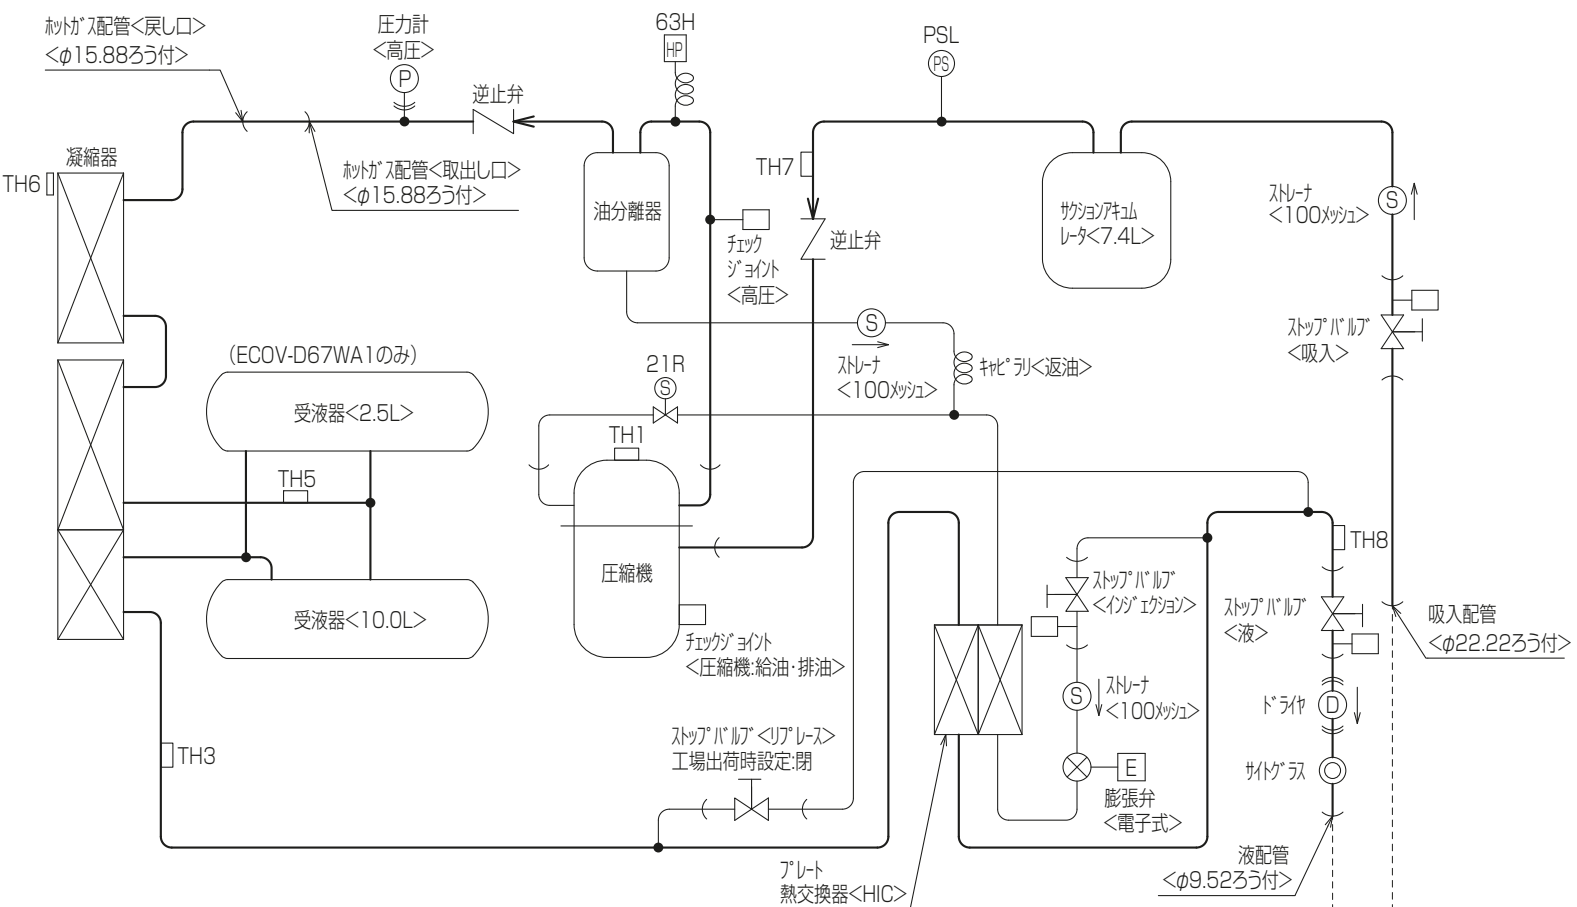 ﾎｯﾄｶﾞｽ配管<戻し口>
<φ15.88ろう付>
圧力計
<高圧>
P
逆止弁
63H
HP
PSL
PS
ﾎｯﾄｶﾞｽ配管<取出し口>
<φ15.88ろう付>
凝縮器
TH6
油分離器
チェック
ジョイント
<高圧>
TH7
逆止弁
ｻｸｼｮﾝｱｷｭﾑ
ﾚｰﾀ<7.4L>
ｽﾄﾚｰﾅ
<100ﾒｯｼｭ>
S
ｽﾄｯﾌﾟﾊﾞﾙﾌﾞ
<吸入>
S
ｽﾄﾚｰﾅ
<100ﾒｯｼｭ>
ｷｬﾋﾟﾗﾘ<返油>
(ECOV-D67WA1のみ)
受液器<2.5L>
21R
S
TH1
TH5
圧縮機
受液器<10.0L>
ﾁｪｯｸｼﾞｮｲﾝﾄ
<圧縮機:給油・排油>
TH8
ｽﾄｯﾌﾟﾊﾞﾙﾌﾞ
<ｲﾝｼﾞｪｸｼｮﾝ>
ｽﾄｯﾌﾟﾊﾞﾙﾌﾞ
<液>
吸入配管
<φ22.22ろう付>
S
ｽﾄﾚｰﾅ
<100ﾒｯｼｭ>
ﾄﾞﾗｲﾔ
D
TH3
ｽﾄｯﾌﾟﾊﾞﾙﾌﾞ<ﾘﾌﾟﾚｰｽ>
工場出荷時設定:閉
E
膨張弁
<電子式>
ｻｲﾄｸﾞﾗｽ
ﾌﾟﾚｰﾄ
熱交換器<HIC>
液配管
<φ9.52ろう付>